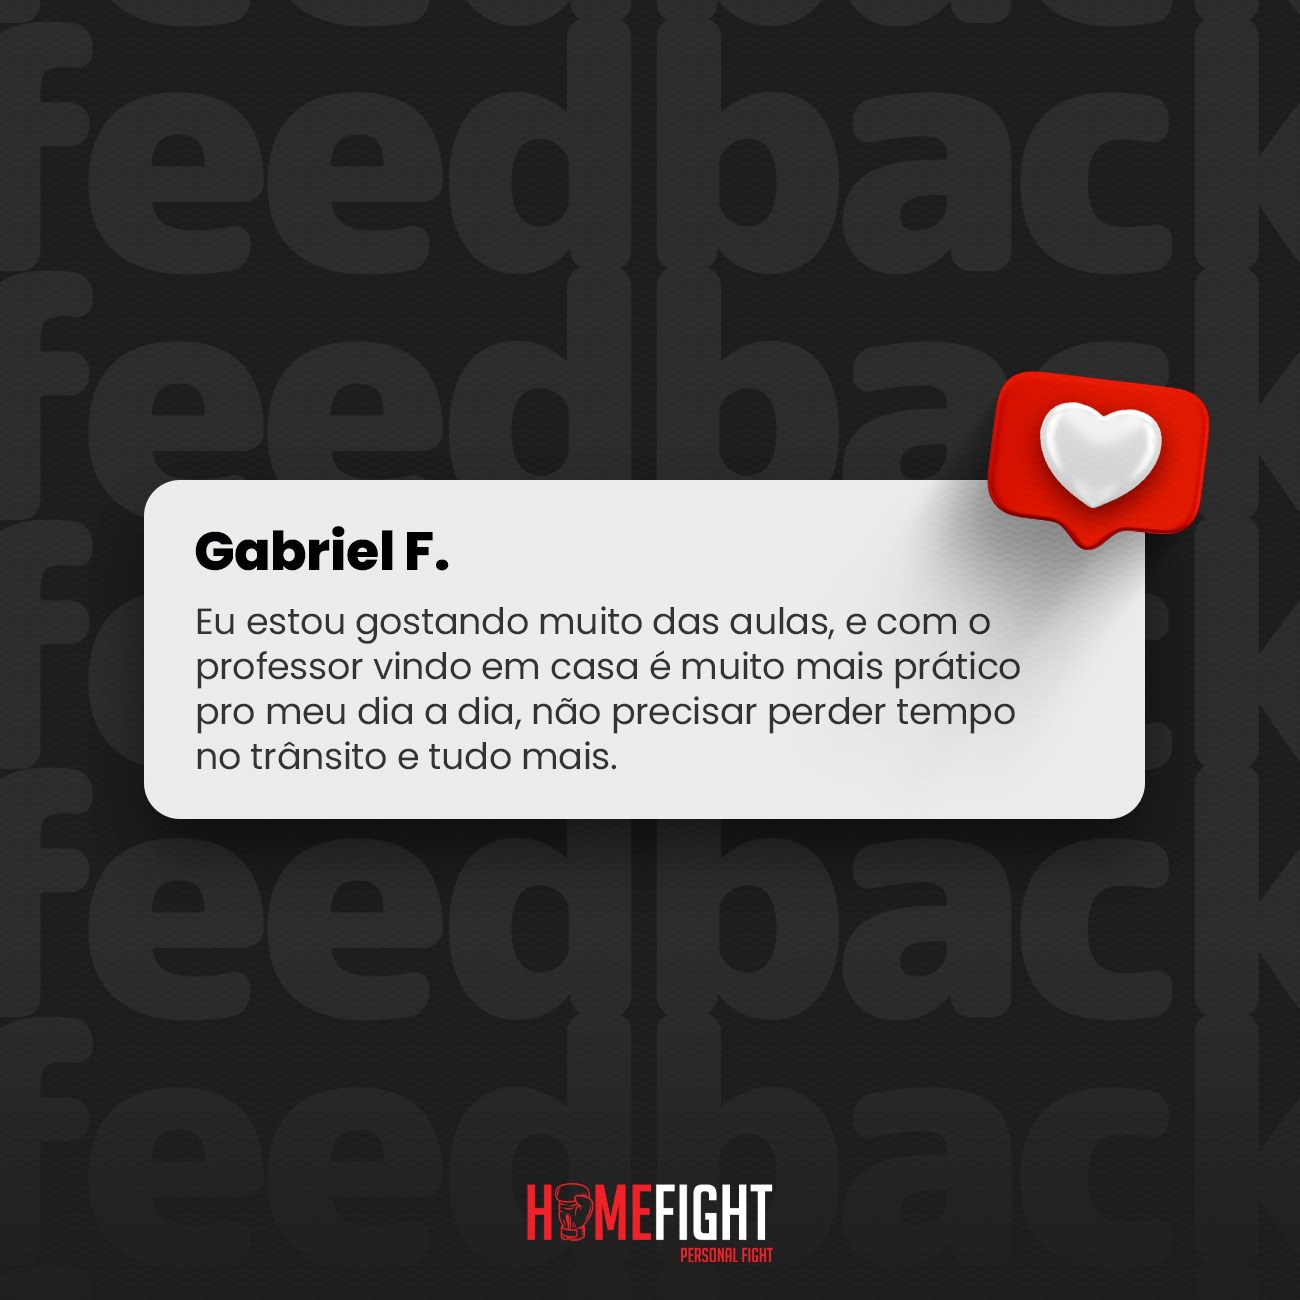 feedback
feedback
Gabriel F.
Eu estou gostando muito das aulas, e com o
professor vindo em casa é muito mais prático
pro meu dia a dia, não precisar perder tempo
no trânsito e tudo mais.
feedback
feedback
HOMEFIGHT
PERSONAL FIGHT